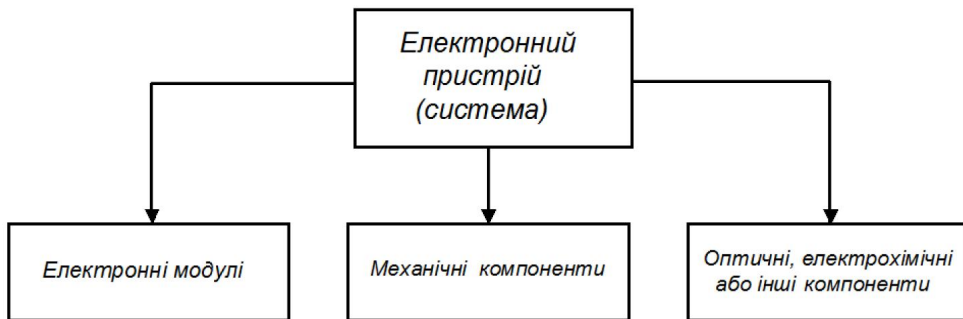 Електронний
пристрій
(система)
Електронні модулі
Механічні компоненти
Оптичні, електрохімічні
або інші компоненти